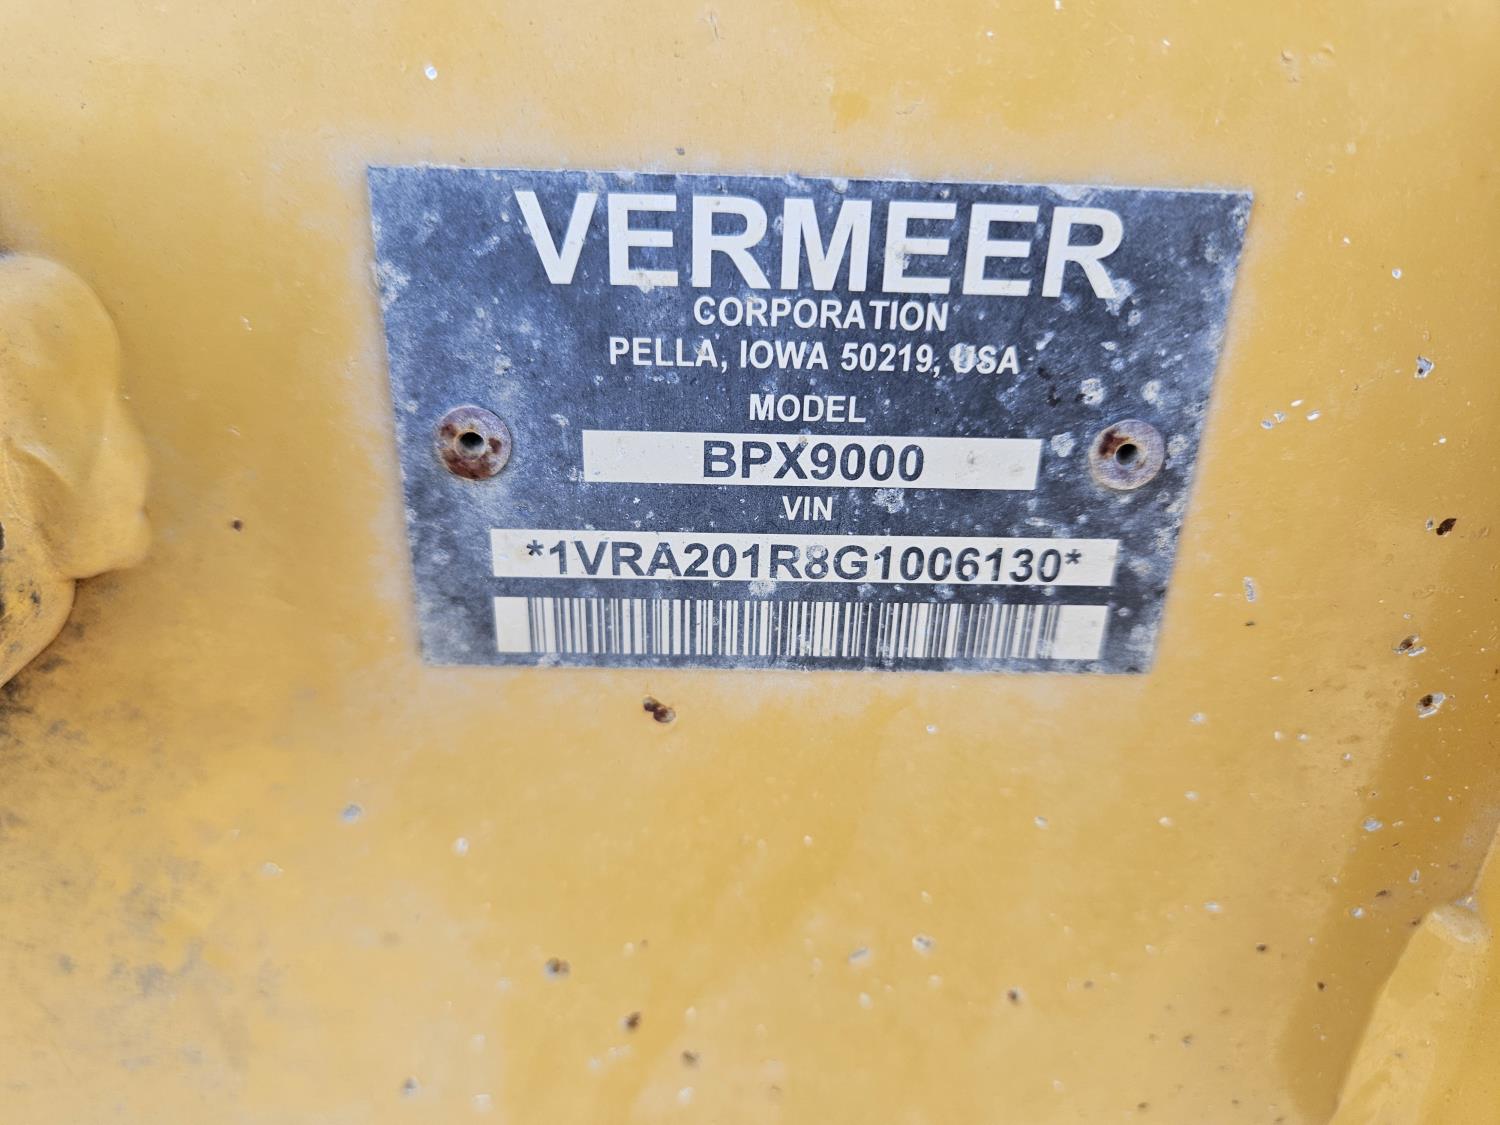 VERMEER
CORPORATION
PELLA, IOWA 50219, USA
MODEL
BPX9000
VIN
*1VRA201R8G1006130*